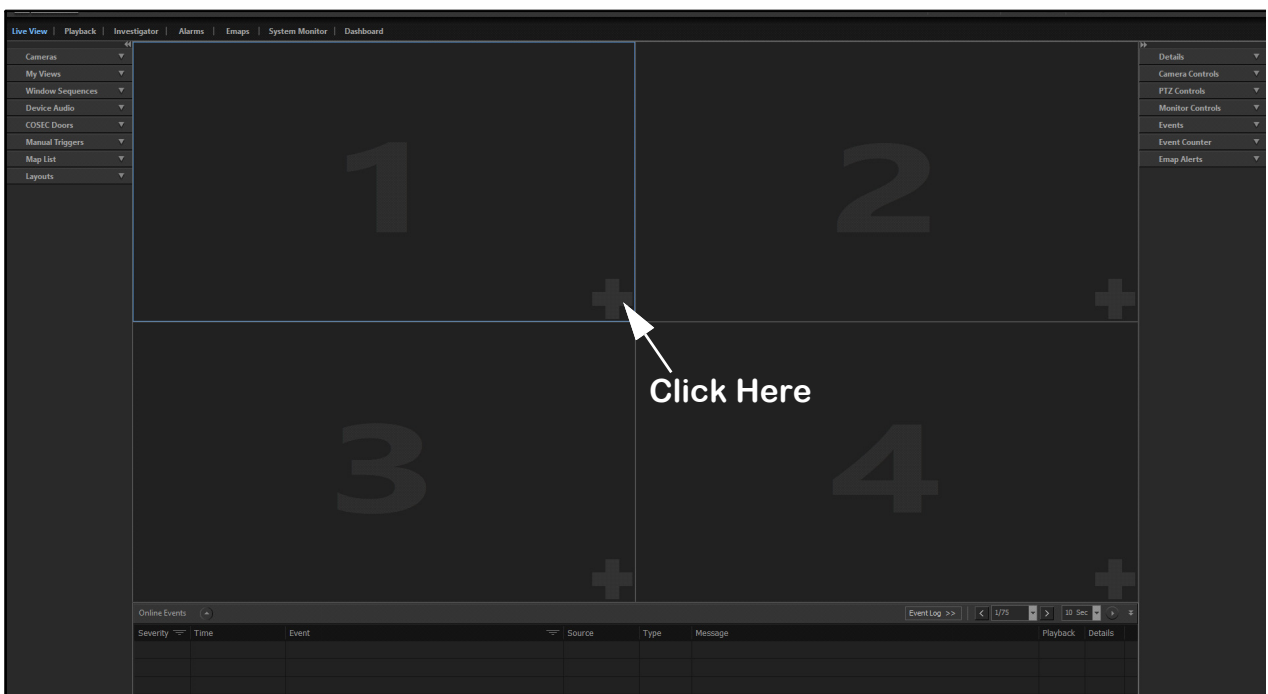 Live View | Playback | Investigator | Alarms | Emaps | System Monitor | Dashboard
Cameras
My Views
Window Sequences
Device Audio
COSEC Doors
Manual Triggers
Map List
Layouts
1
2
Details
Camera Controls
PTZ Controls
Monitor Controls
Events
Event Counter
Emap Alerts
Click Here
3
4
Online Events Event Log >> < 1/75 > 10 Sec
Severity Time Event Source Type Message Playback Details